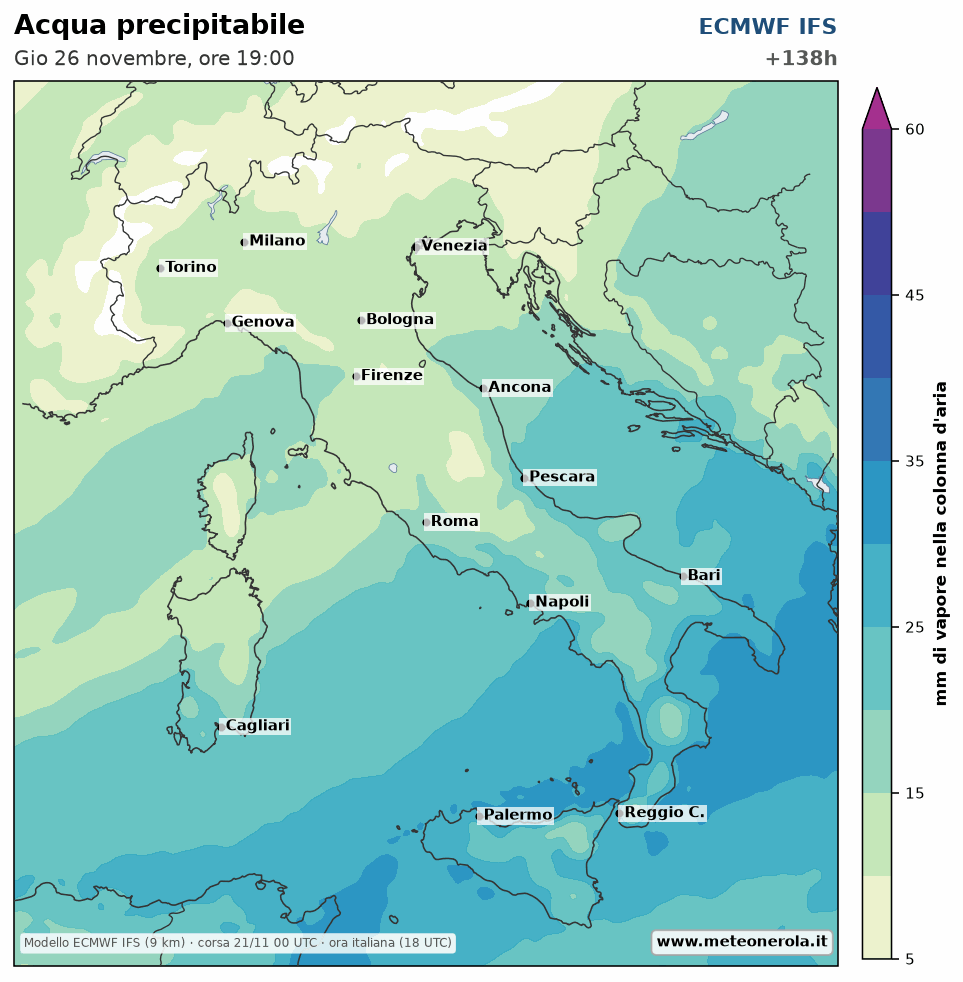 Acqua precipitabile
ECMWF IFS
Gio 26 novembre, ore 19:00
+138h
60
Milano
Venezia
Torino
45
Genova
Bologna
Firenze
Ancona
35
Pescara
Roma
Bari
Napoli
25
Cagliari
15
Palermo
Reggio C.
mm di vapore nella colonna d'aria
Modello ECMWF IFS (9 km) · corsa 21/11 00 UTC · ora italiana (18 UTC)
www.meteonerola.it
5